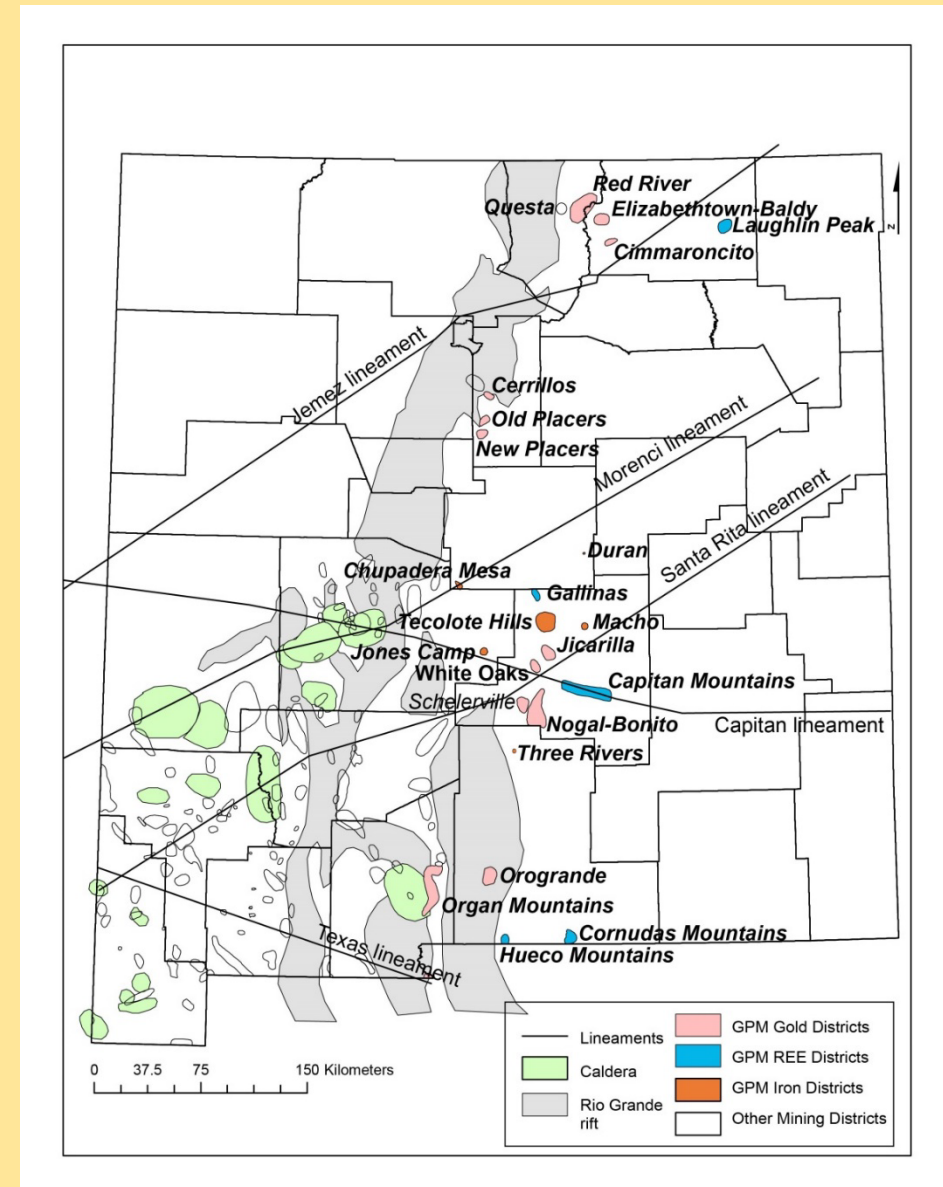 Red River
Questa
Elizabethtown-Baldy
Laughlin Peak
N
Cimmaroncito
Jemez lineament
Cerrillos
Old Placers
New Placers
Morenci lineament
Santa Rita lineament
Duran
Chupadera Mesa
Gallinas
Tecolote Hills
Macho
Jicarilla
Jones Camp
White Oaks
Capitan Mountains
Schelerville
Nogal-Bonito
Capitan lineament
Three Rivers
Orogrande
Organ Mountains
Cornudas Mountains
Hueco Mountains
Texas lineament
Lineaments
Caldera
Rio Grande
rift
GPM Gold Districts
GPM REE Districts
GPM Iron Districts
Other Mining Districts
0 37.5 75 150 Kilometers